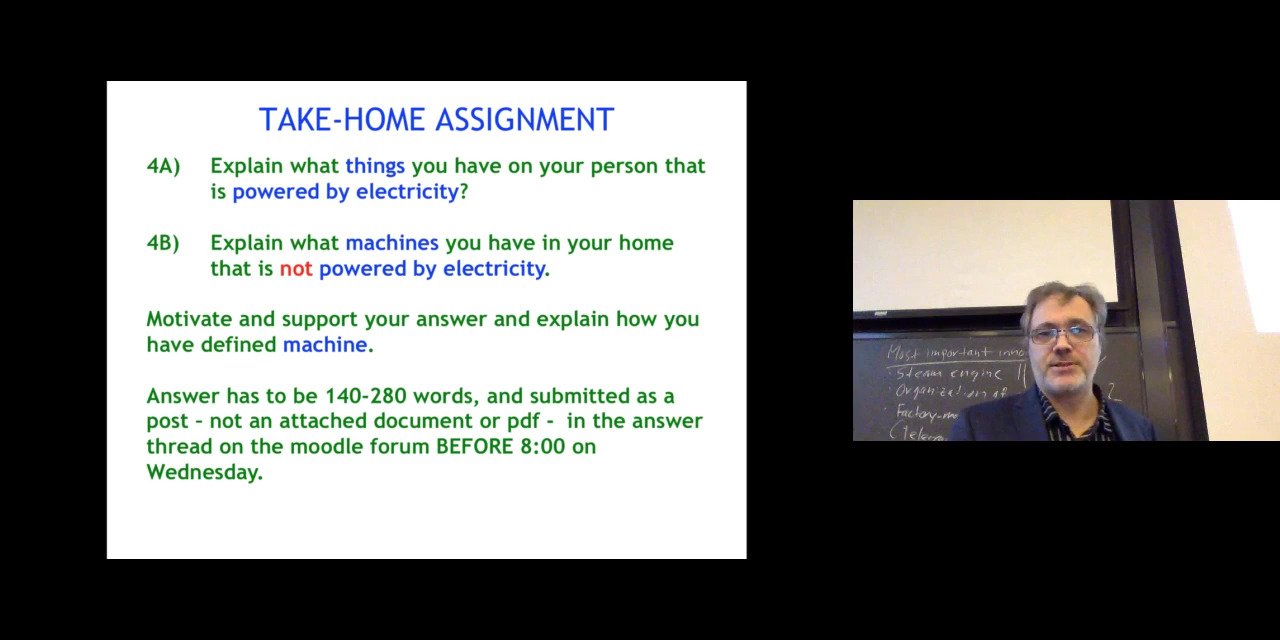 TAKE-HOME ASSIGNMENT
4A) Explain what things you have on your person that
is powered by electricity?
4B) Explain what machines you have in your home
that is not powered by electricity.
Motivate and support your answer and explain how you
have defined machine.
Answer has to be 140-280 words, and submitted as a
post - not an attached document or pdf - in the answer
thread on the moodle forum BEFORE 8:00 on
Wednesday.
Most important
Steam engine ||
Organization of